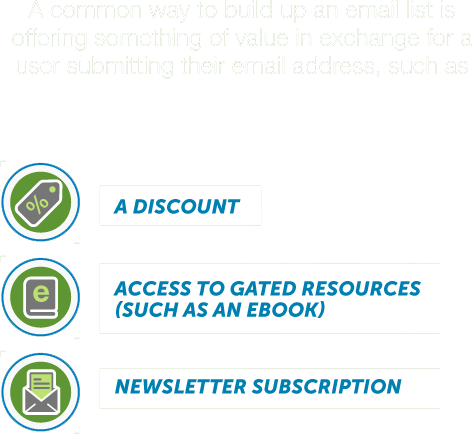 A common way to build up an email list is
offering something of value in exchange for a
user submitting their email address, such as
%
A DISCOUNT
e
ACCESS TO GATED RESOURCES
(SUCH AS AN EBOOK)
NEWSLETTER SUBSCRIPTION